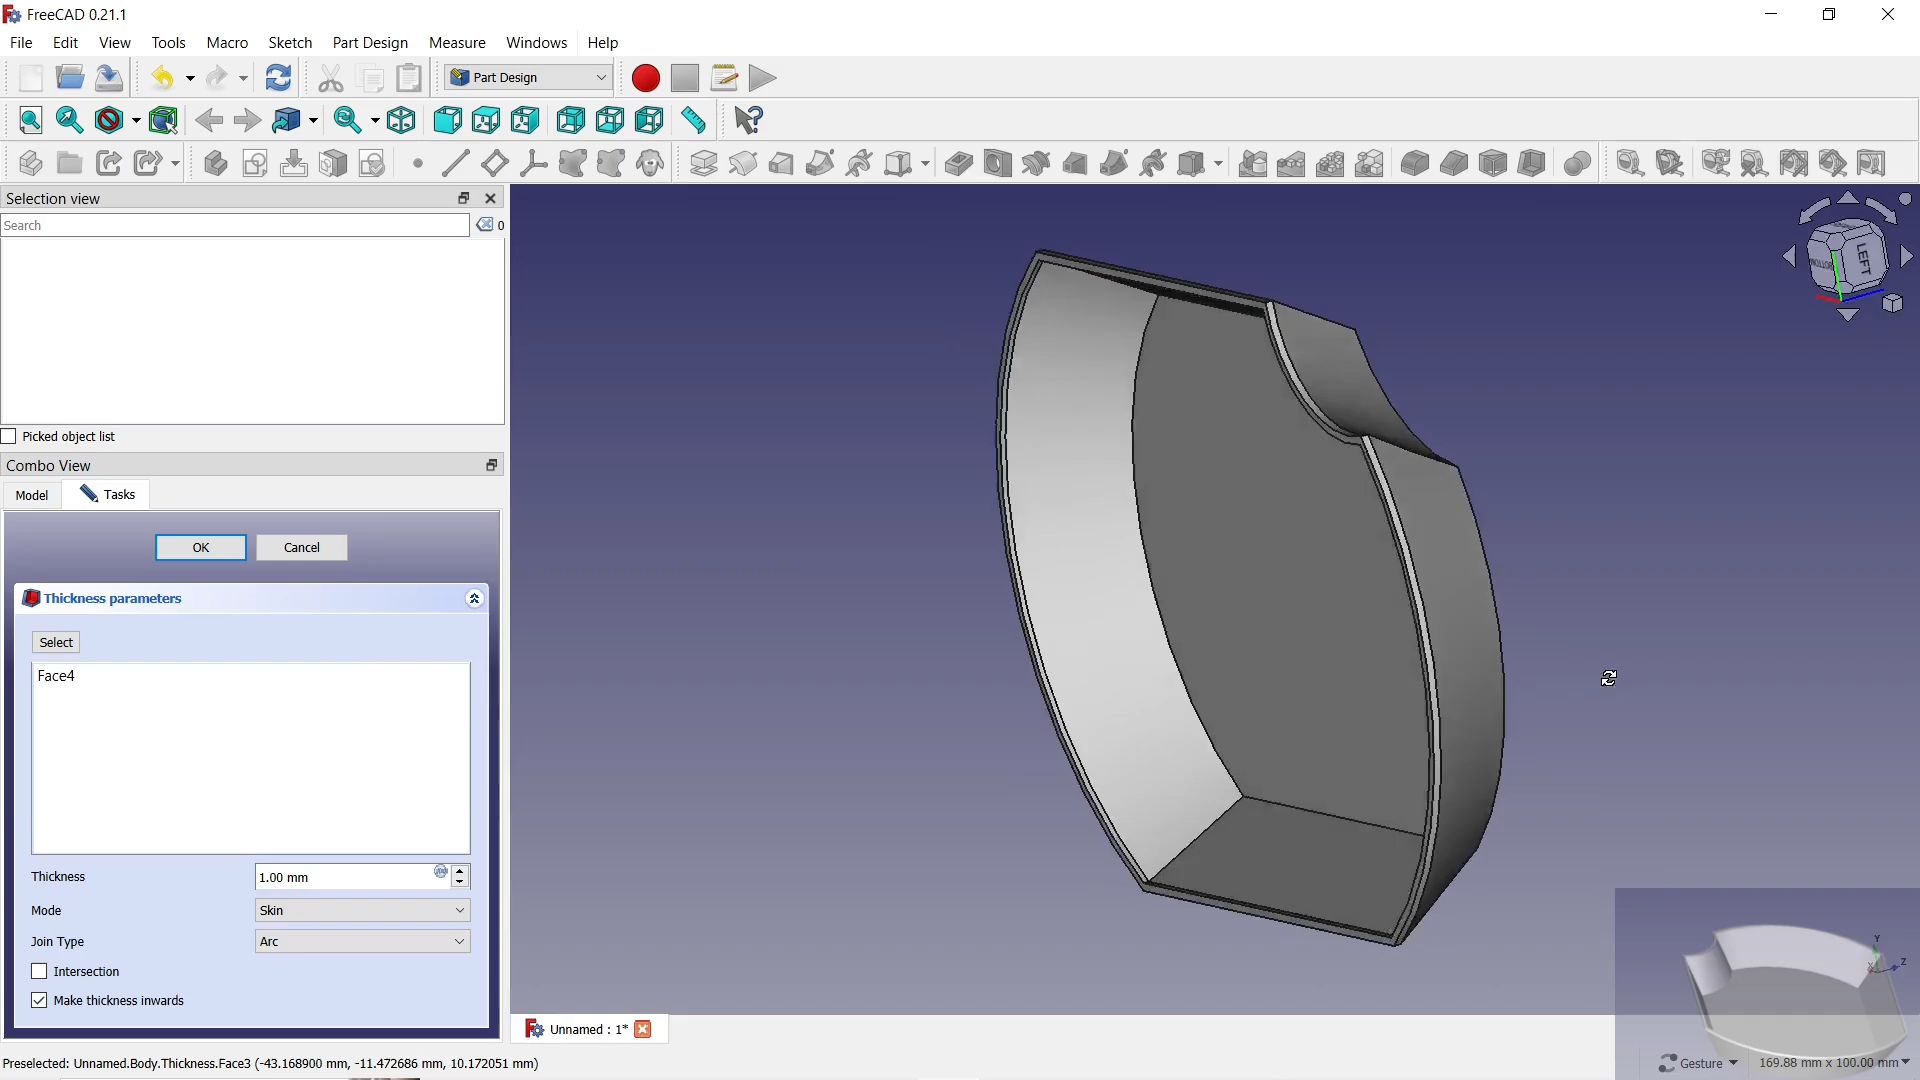 FreeCAD 0.21.1
File Edit View Tools Macro Sketch Part Design Measure Windows Help
Part Design
Selection view
Search
0
Picked object list
Combo View
Model Tasks
OK Cancel
Thickness parameters
Select
Face4
Thickness 1.00 mm
Mode Skin
Join Type Arc
Intersection
Make thickness inwards
LEFT
Y
Z
X
Unnamed : 1*
Preselected: Unnamed.Body.Thickness.Face3 (-43.168900 mm, -11.472686 mm, 10.172051 mm)
Gesture 169.88 mm x 100.00 mm